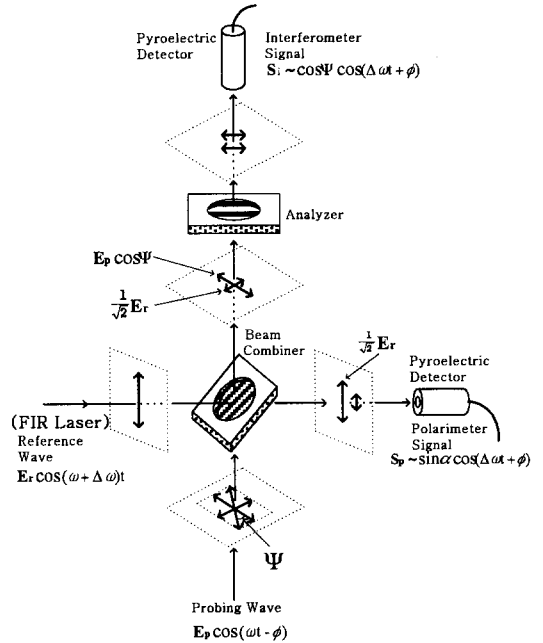 Pyroelectric
Detector
Interferometer
Signal
Si ~ cosΨ cos(Δωt + ϕ)
Analyzer
Ep cosΨ
1/√2 Er
Beam
Combiner
1/√2 Er
Pyroelectric
Detector
(FIR Laser)
Reference
Wave
Er cos(ω + Δω)t
Polarimeter
Signal
Sp ~ sinα cos(Δωt + ϕ)
Ψ
Probing Wave
Ep cos(ωt - ϕ)